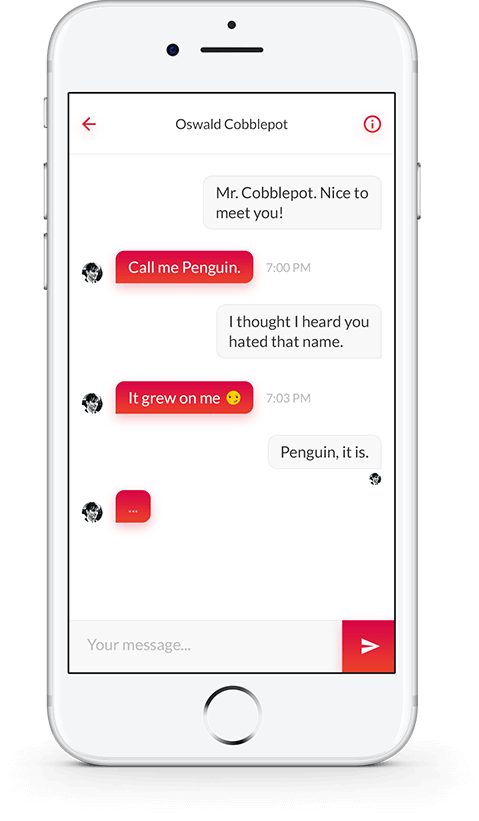 Oswald Cobblepot
Mr. Cobblepot. Nice to
meet you!
Call me Penguin.
7:00 PM
I thought I heard you
hated that name.
It grew on me 😏
7:03 PM
Penguin, it is.
...
Your message...